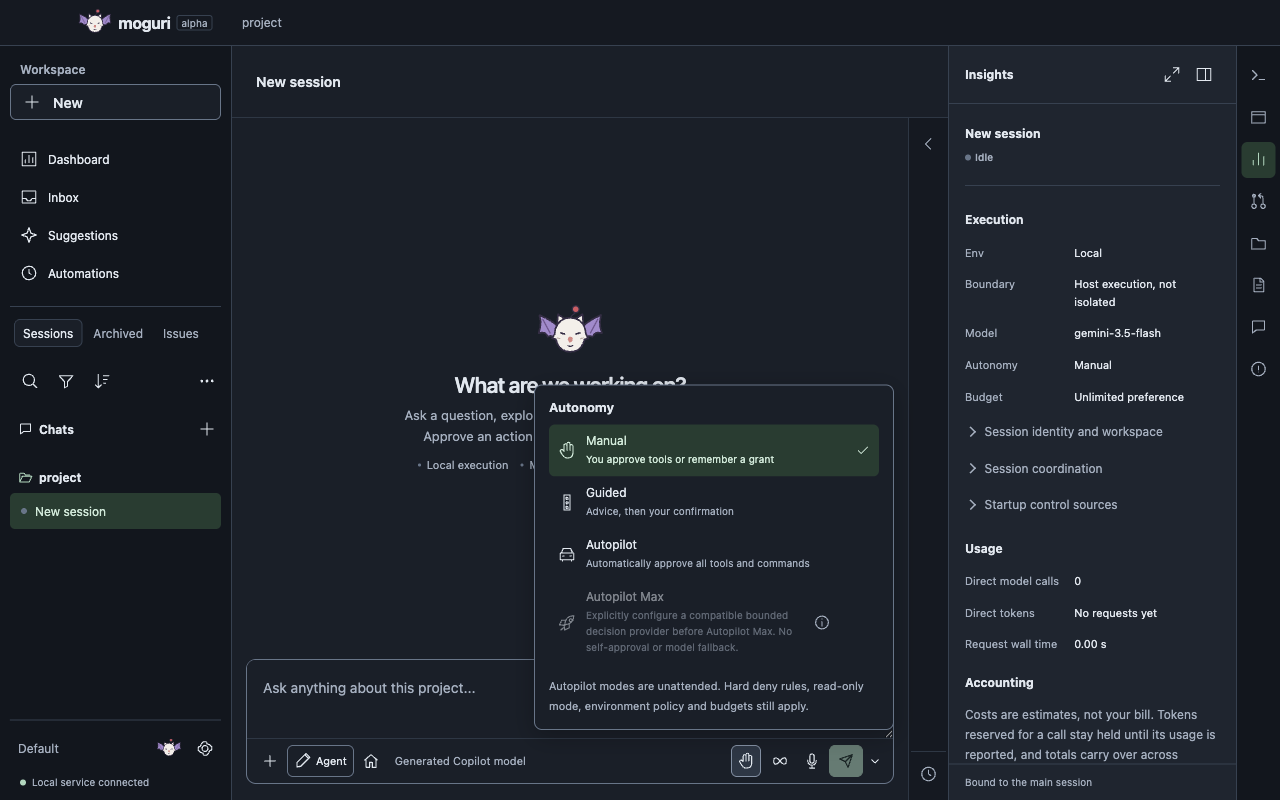 moguri alpha project
Workspace
New
Dashboard
Inbox
Suggestions
Automations
Sessions Archived Issues
Chats
project
New session
Default
Local service connected
New session
What are we working on?
Ask a question, explo
Approve an action
Local execution
Autonomy
Manual
You approve tools or remember a grant
Guided
Advice, then your confirmation
Autopilot
Automatically approve all tools and commands
Autopilot Max
Explicitly configure a compatible bounded
decision provider before Autopilot Max. No
self-approval or model fallback.
Autopilot modes are unattended. Hard deny rules, read-only
mode, environment policy and budgets still apply.
Ask anything about this project...
Agent Generated Copilot model
Insights
New session
Idle
Execution
Env Local
Boundary Host execution, not
isolated
Model gemini-3.5-flash
Autonomy Manual
Budget Unlimited preference
Session identity and workspace
Session coordination
Startup control sources
Usage
Direct model calls 0
Direct tokens No requests yet
Request wall time 0.00 s
Accounting
Costs are estimates, not your bill. Tokens
reserved for a call stay held until its usage is
reported, and totals carry over across
Bound to the main session